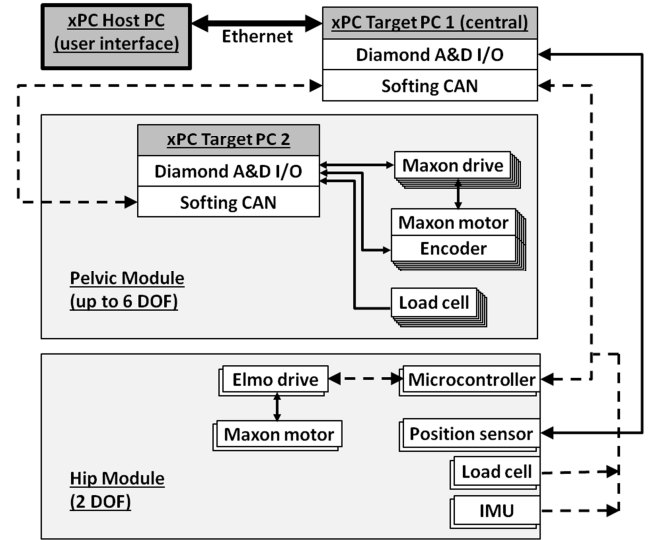 xPC Host PC
(user interface)
Ethernet
xPC Target PC 1 (central)
Diamond A&D I/O
Softing CAN
xPC Target PC 2
Diamond A&D I/O
Softing CAN
Maxon drive
Maxon motor
Encoder
Load cell
Pelvic Module
(up to 6 DOF)
Elmo drive
Microcontroller
Maxon motor
Position sensor
Load cell
IMU
Hip Module
(2 DOF)